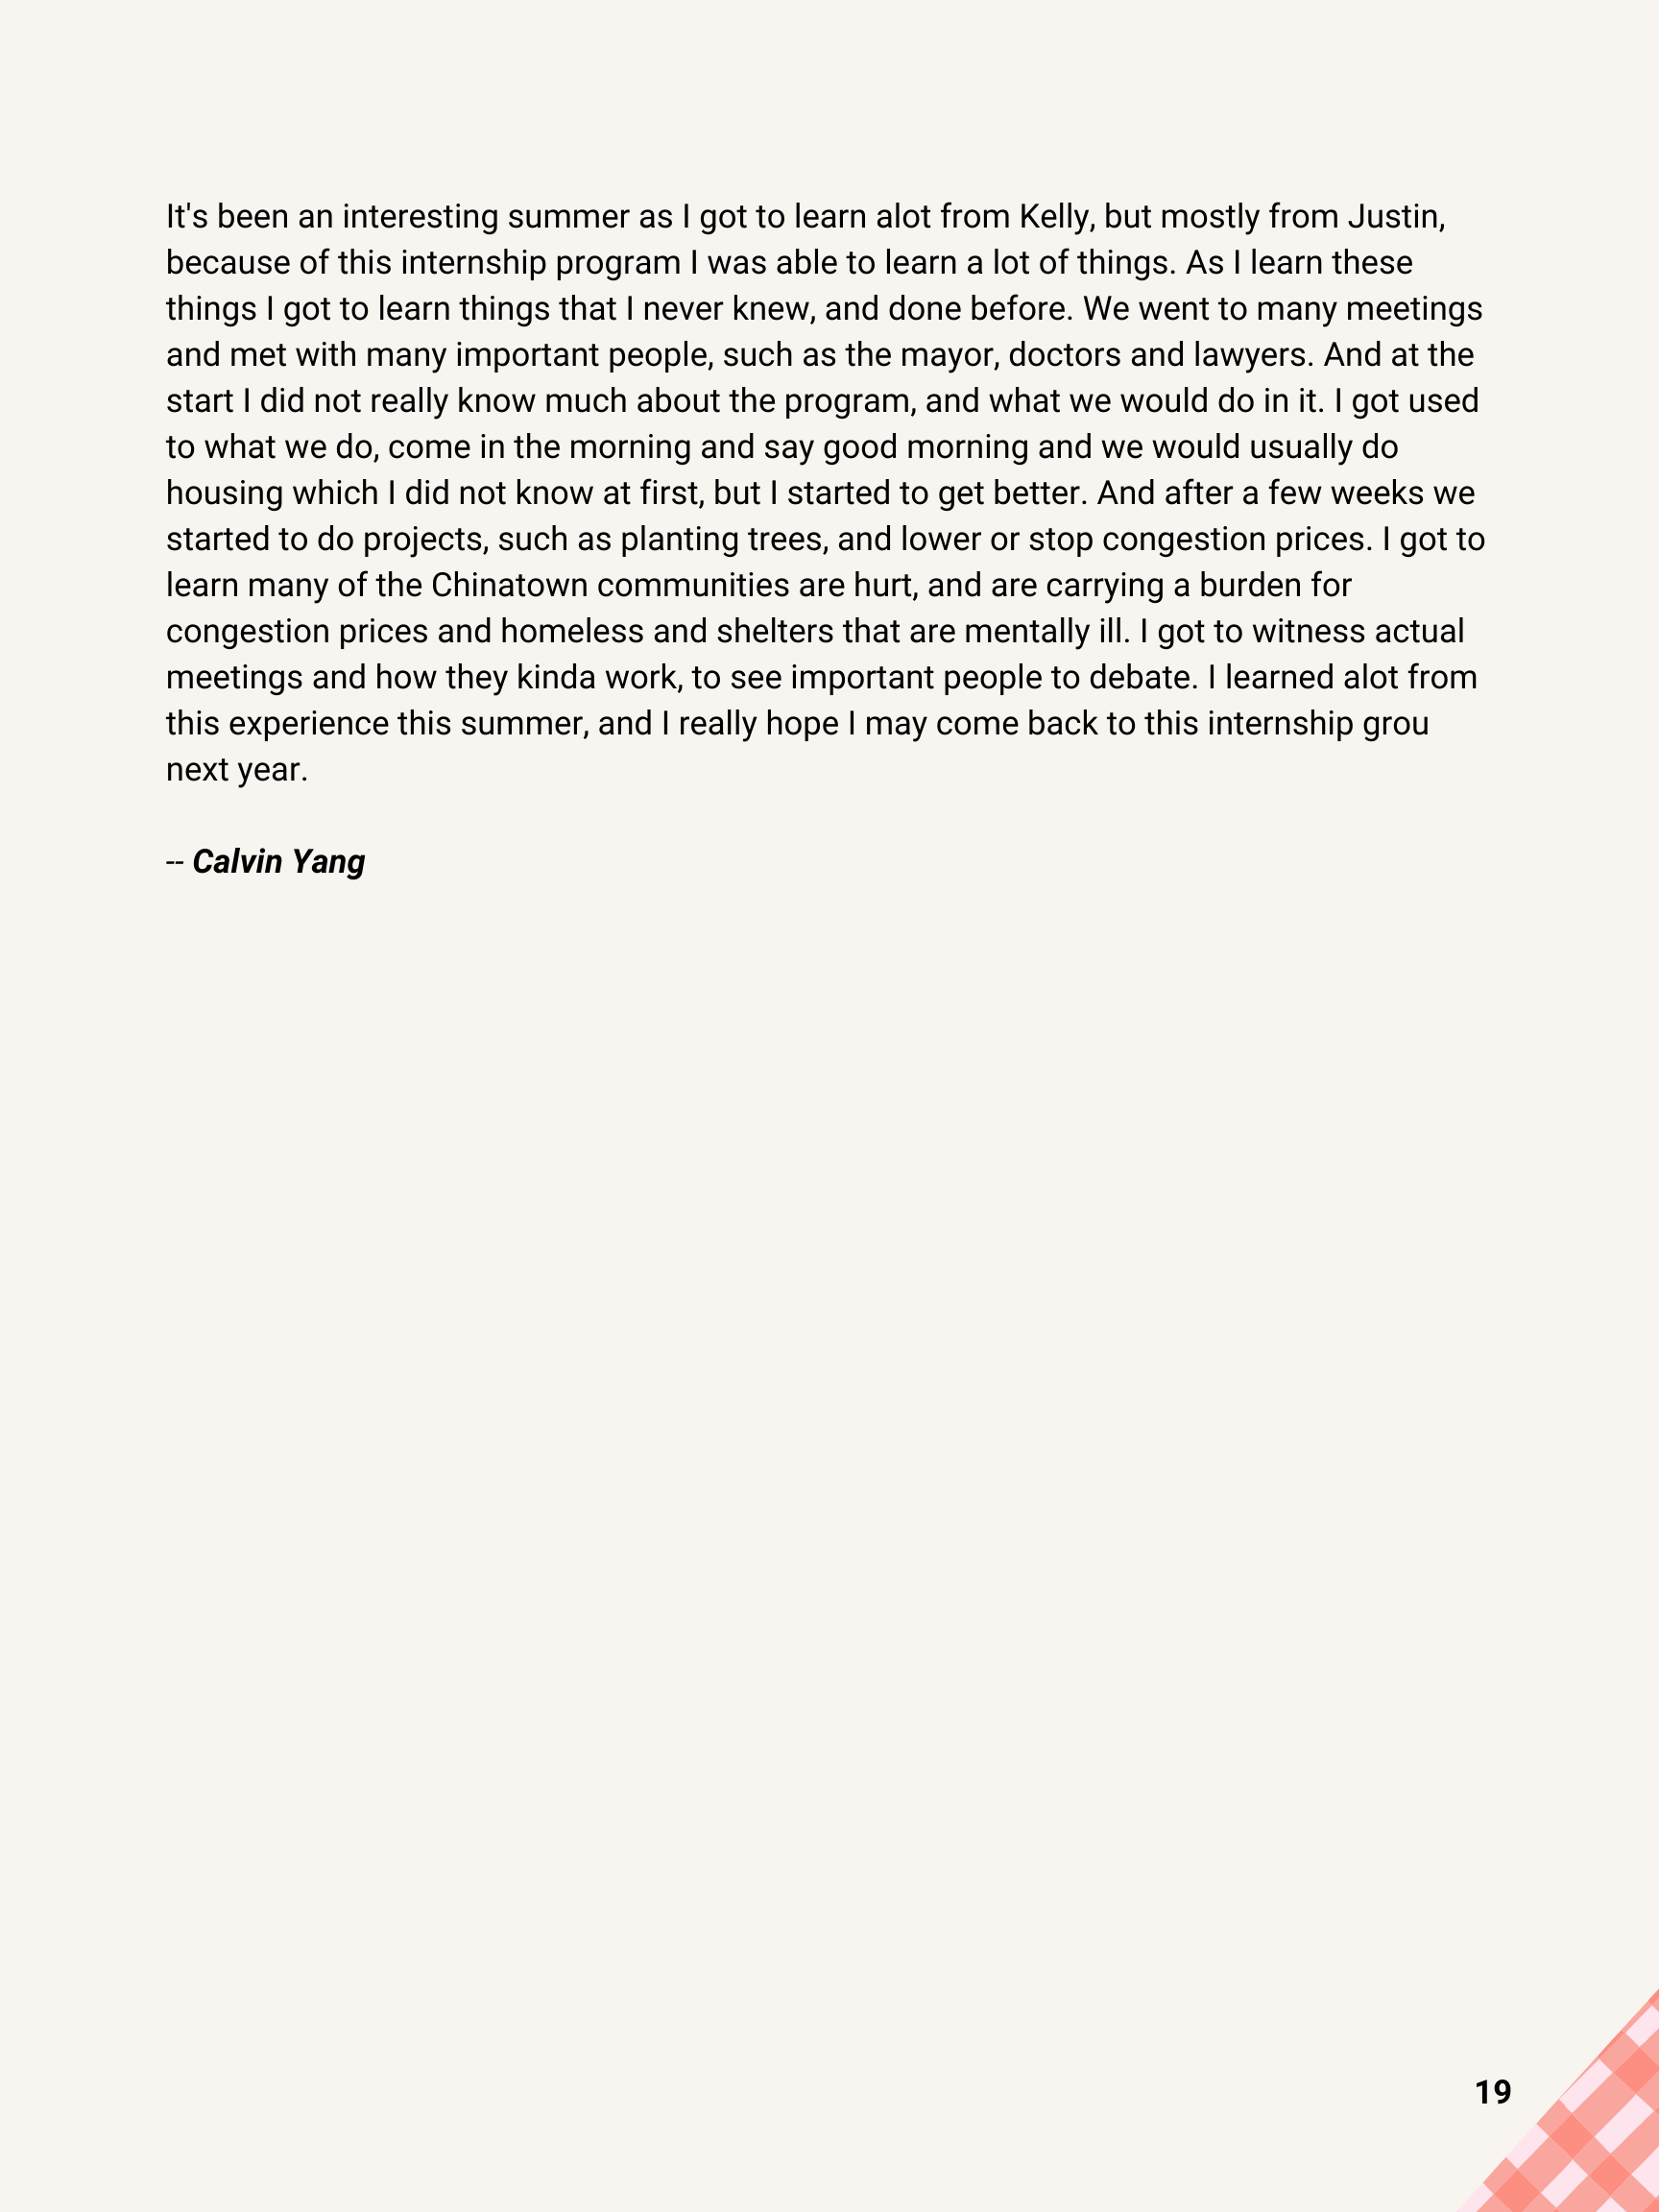 It's been an interesting summer as I got to learn alot from Kelly, but mostly from Justin,
because of this internship program I was able to learn a lot of things. As I learn these
things I got to learn things that I never knew, and done before. We went to many meetings
and met with many important people, such as the mayor, doctors and lawyers. And at the
start I did not really know much about the program, and what we would do in it. I got used
to what we do, come in the morning and say good morning and we would usually do
housing which I did not know at first, but I started to get better. And after a few weeks we
started to do projects, such as planting trees, and lower or stop congestion prices. I got to
learn many of the Chinatown communities are hurt, and are carrying a burden for
congestion prices and homeless and shelters that are mentally ill. I got to witness actual
meetings and how they kinda work, to see important people to debate. I learned alot from
this experience this summer, and I really hope I may come back to this internship grou
next year.
-- Calvin Yang
19